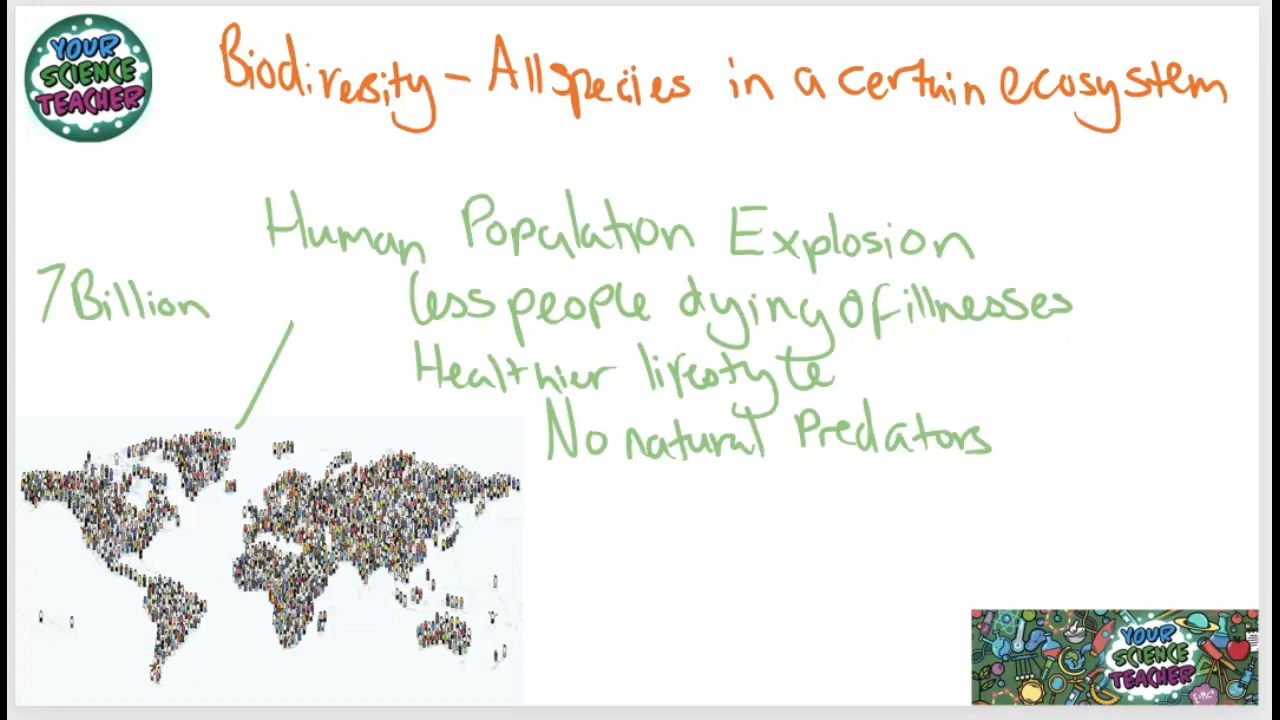 YOUR
SCIENCE
TEACHER
Biodiversity - All species in a certain ecosystem
Human Population Explosion
7 Billion
less people dying of illnesses
Healthier lifestyle
No natural Predators
YOUR
SCIENCE
TEACHER